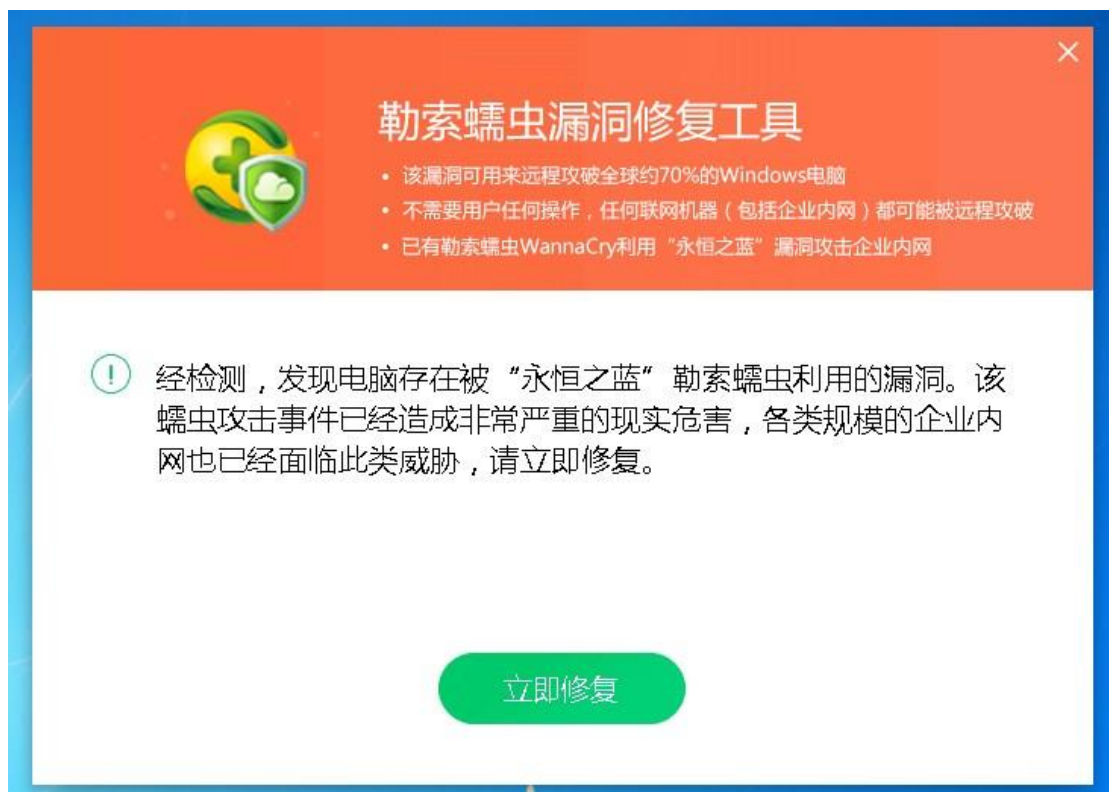 勒索蠕虫漏洞修复工具
• 该漏洞可用来远程攻破全球约70%的Windows电脑
• 不需要用户任何操作，任何联网机器（包括企业内网）都可能被远程攻破
• 已有勒索蠕虫WannaCry利用“永恒之蓝”漏洞攻击企业内网
经检测，发现电脑存在被“永恒之蓝”勒索蠕虫利用的漏洞。该
蠕虫攻击事件已经造成非常严重的现实危害，各类规模的企业内
网也已经面临此类威胁，请立即修复。
立即修复